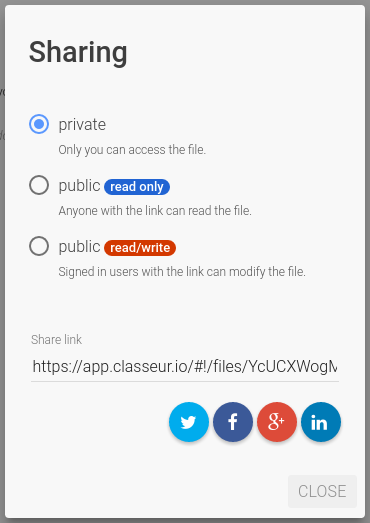 Sharing
private
Only you can access the file.
public read only
Anyone with the link can read the file.
public read/write
Signed in users with the link can modify the file.
Share link
https://app.classeur.io/#!/files/YcUCXWogM
CLOSE